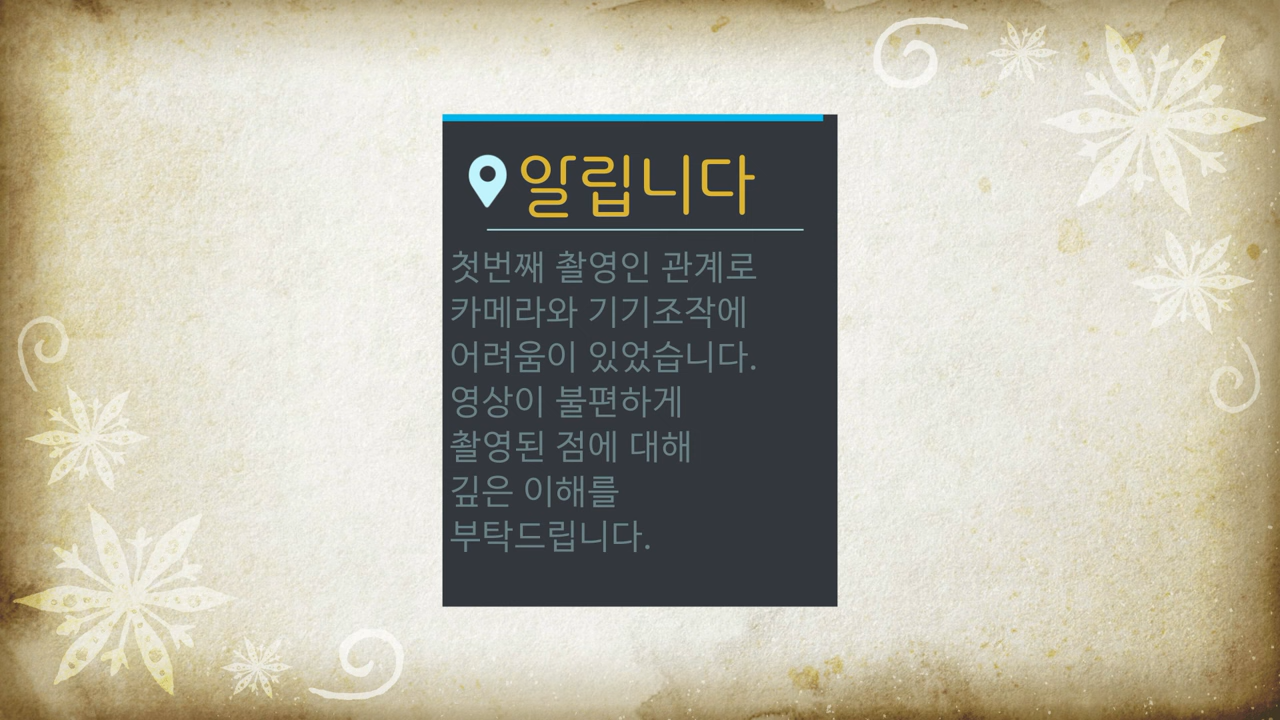 알립니다
첫번째 촬영인 관계로
카메라와 기기조작에
어려움이 있었습니다.
영상이 불편하게
촬영된 점에 대해
깊은 이해를
부탁드립니다.